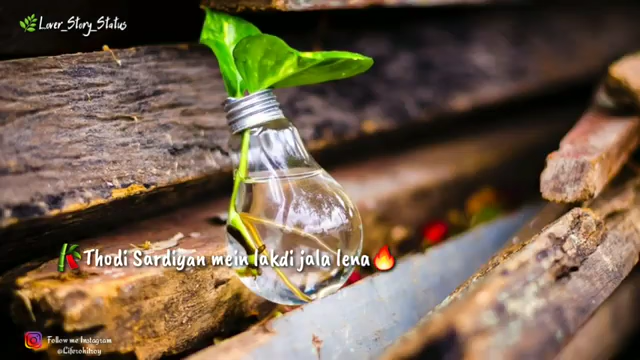 Lover_Story_Status
Thodi Sardiyan mein lakdi jala lena
Follow me Instagram